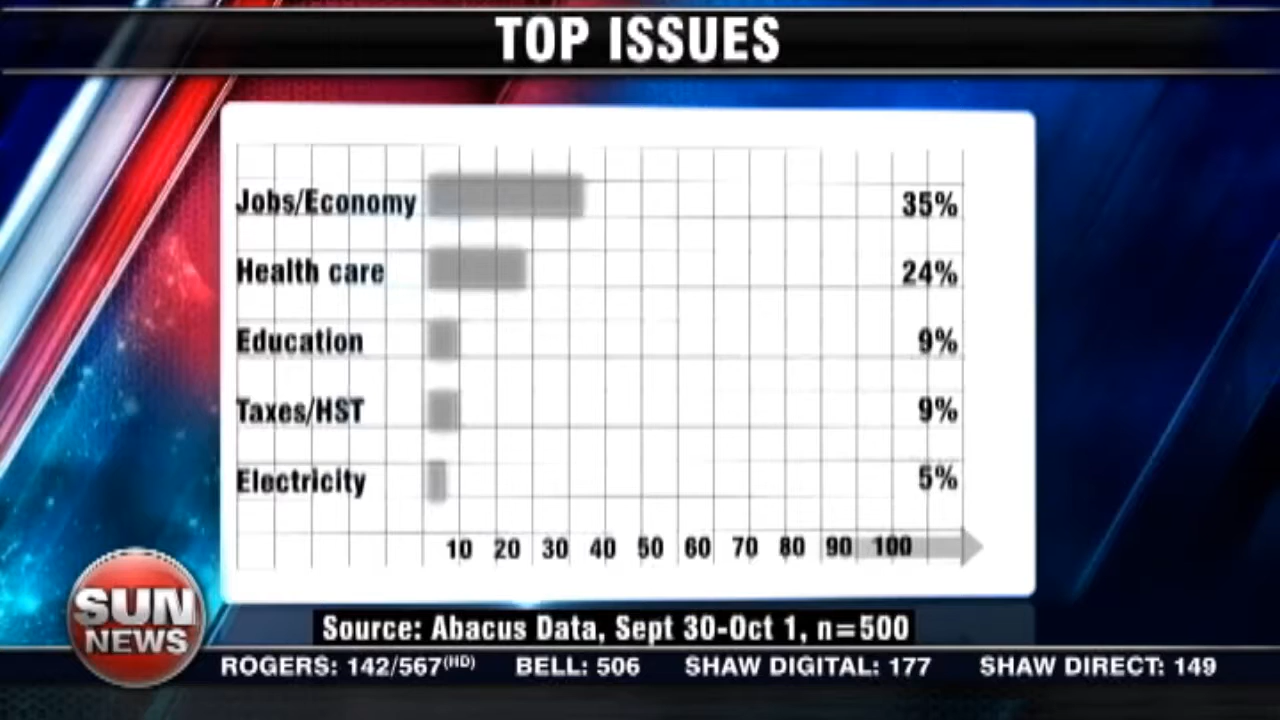 TOP ISSUES
Jobs/Economy 35%
Health care 24%
Education 9%
Taxes/HST 9%
Electricity 5%
10 20 30 40 50 60 70 80 90 100
SUN
NEWS
Source: Abacus Data, Sept 30-Oct 1, n=500
ROGERS: 142/567(HD) BELL: 506 SHAW DIGITAL: 177 SHAW DIRECT: 149